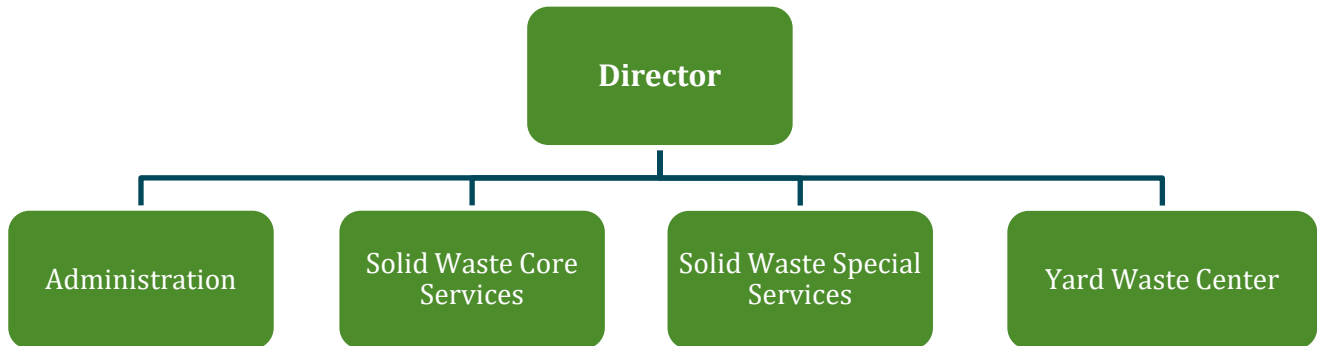 Director
Administration
Solid Waste Core
Services
Solid Waste Special
Services
Yard Waste Center